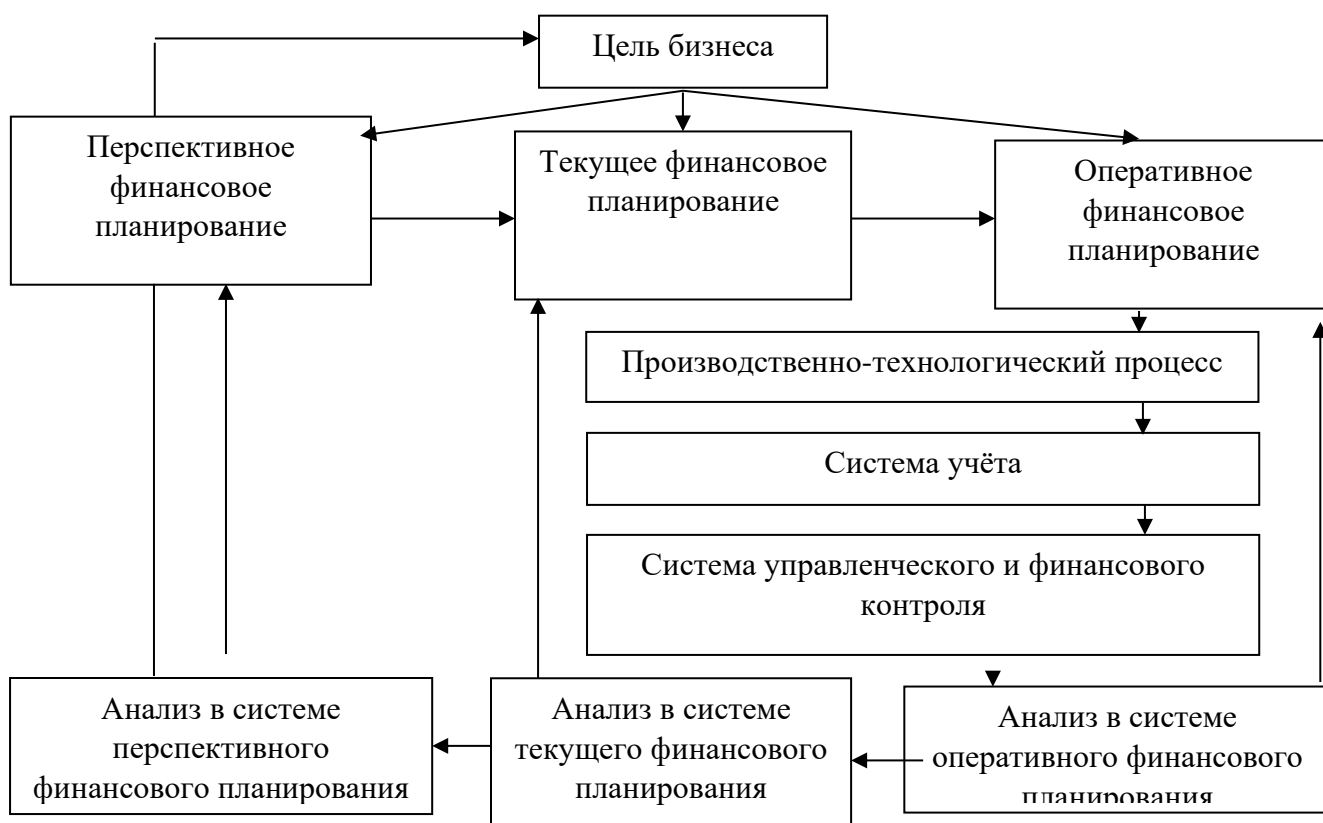 Цель бизнеса
Перспективное
финансовое
планирование
Текущее финансовое
планирование
Оперативное
финансовое
планирование
Производственно-технологический процесс
Система учёта
Система управленческого и финансового
контроля
Анализ в системе
перспективного
финансового планирования
Анализ в системе
текущего финансового
планирования
Анализ в системе
оперативного финансового
планирования